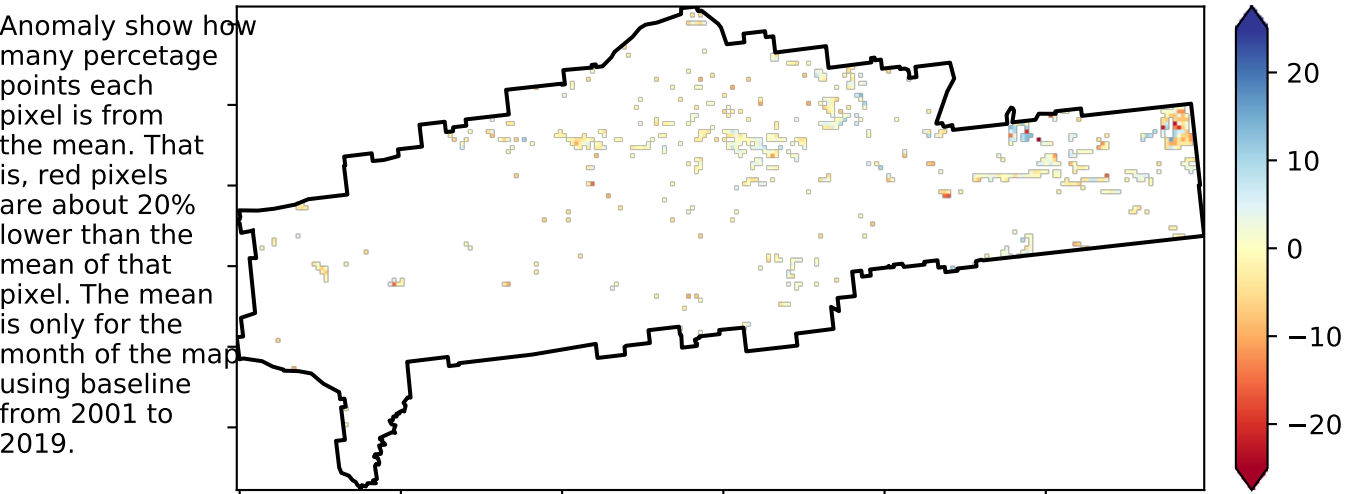 Anomaly show how
many percetage
points each
pixel is from
the mean. That
is, red pixels
are about 20%
lower than the
mean of that
pixel. The mean
is only for the
month of the map
using baseline
from 2001 to
2019.
20
10
0
−10
−20